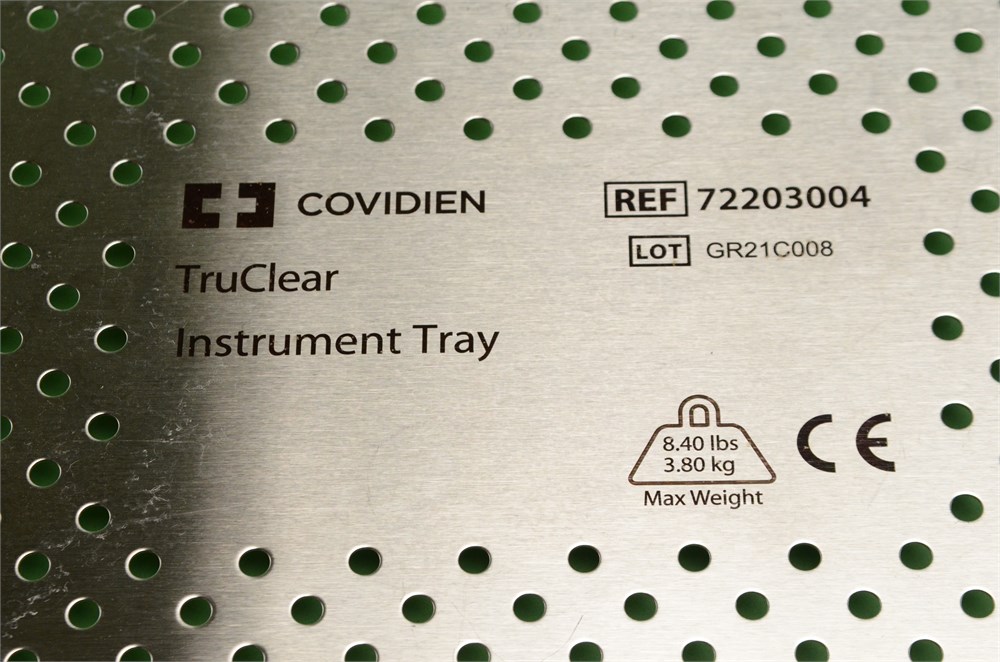 COVIDIEN
REF 72203004
LOT GR21C008
TruClear
Instrument Tray
8.40 lbs
3.80 kg
Max Weight
CE